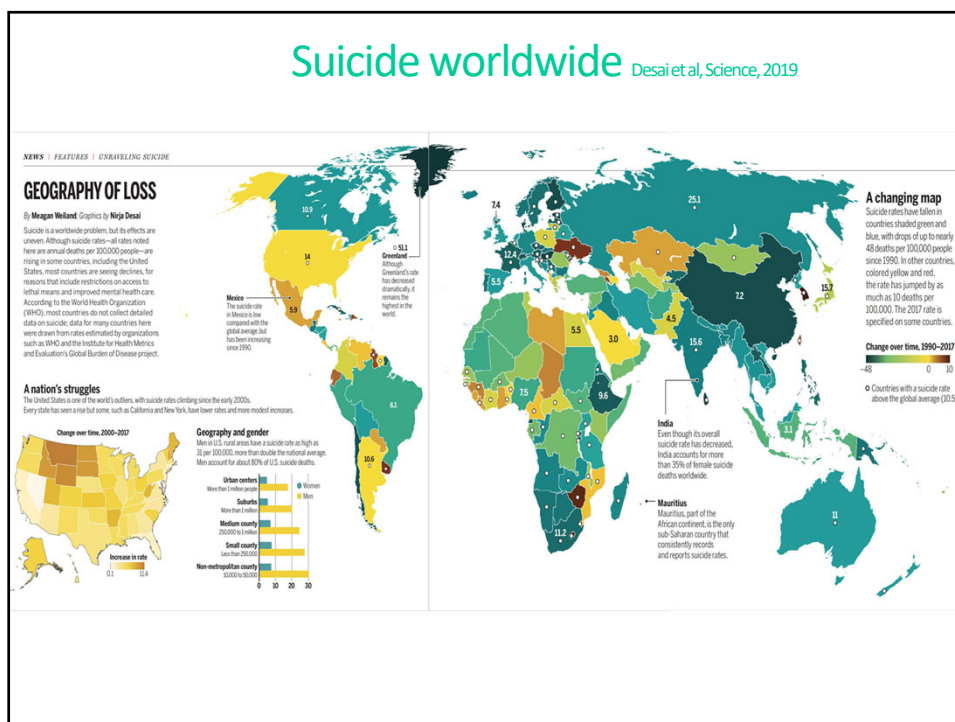 Suicide worldwide Desai et al, Science, 2019
NEWS | FEATURES | UNRAVELING SUICIDE
GEOGRAPHY OF LOSS
By Meagan Weiland; Graphics by Nirja Desai
Suicide is a worldwide problem, but its effects are
uneven. Although suicide rates—all rates noted
here are annual deaths per 100,000 people—are
rising in some countries, including the United
States, most countries are seeing declines, for
reasons that include restrictions on access to
lethal means and improved mental health care.
According to the World Health Organization
(WHO), most countries do not collect detailed
data on suicide; data for many countries here
were drawn from rates estimated by organizations
such as WHO and the Institute for Health Metrics
and Evaluation's Global Burden of Disease project.
A nation's struggles
The United States is one of the world's outliers, with suicide rates climbing since the early 2000s.
Every state has seen a rise but some, such as California and New York, have lower rates and more modest increases.
Change over time, 2000–2017
Increase in rate
0.1
11.4
Geography and gender
Men in U.S. rural areas have a suicide rate as high as
31 per 100,000, more than double the national average.
Men account for about 80% of U.S. suicide deaths.
Urban centers
More than 1 million people
Suburbs
More than 1 million
Medium county
250,000 to 1 million
Small county
Less than 250,000
Non-metropolitan county
10,000 to 50,000
Women
Men
0
10
20
30
10.9
14
Mexico
The suicide rate
in Mexico is low
compared with the
global average, but
has been increasing
since 1990.
5.9
51.1
Greenland
Although
Greenland's rate
has decreased
dramatically, it
remains the
highest in the
world.
6.1
10.6
7.4
12.4
5.5
25.1
7.2
15.7
5.5
3.0
4.5
15.6
7.5
9.6
3.1
11.2
11
India
Even though its overall
suicide rate has decreased,
India accounts for more
than 35% of female suicide
deaths worldwide.
Mauritius
Mauritius, part of the
African continent, is the only
sub-Saharan country that
consistently records
and reports suicide rates.
A changing map
Suicide rates have fallen in
countries shaded green and
blue, with drops of up to nearly
48 deaths per 100,000 people
since 1990. In other countries,
colored yellow and red,
the rate has jumped by as
much as 10 deaths per
100,000. The 2017 rate is
specified on some countries.
Change over time, 1990–2017
−48
0
10
Countries with a suicide rate
above the global average (10.5